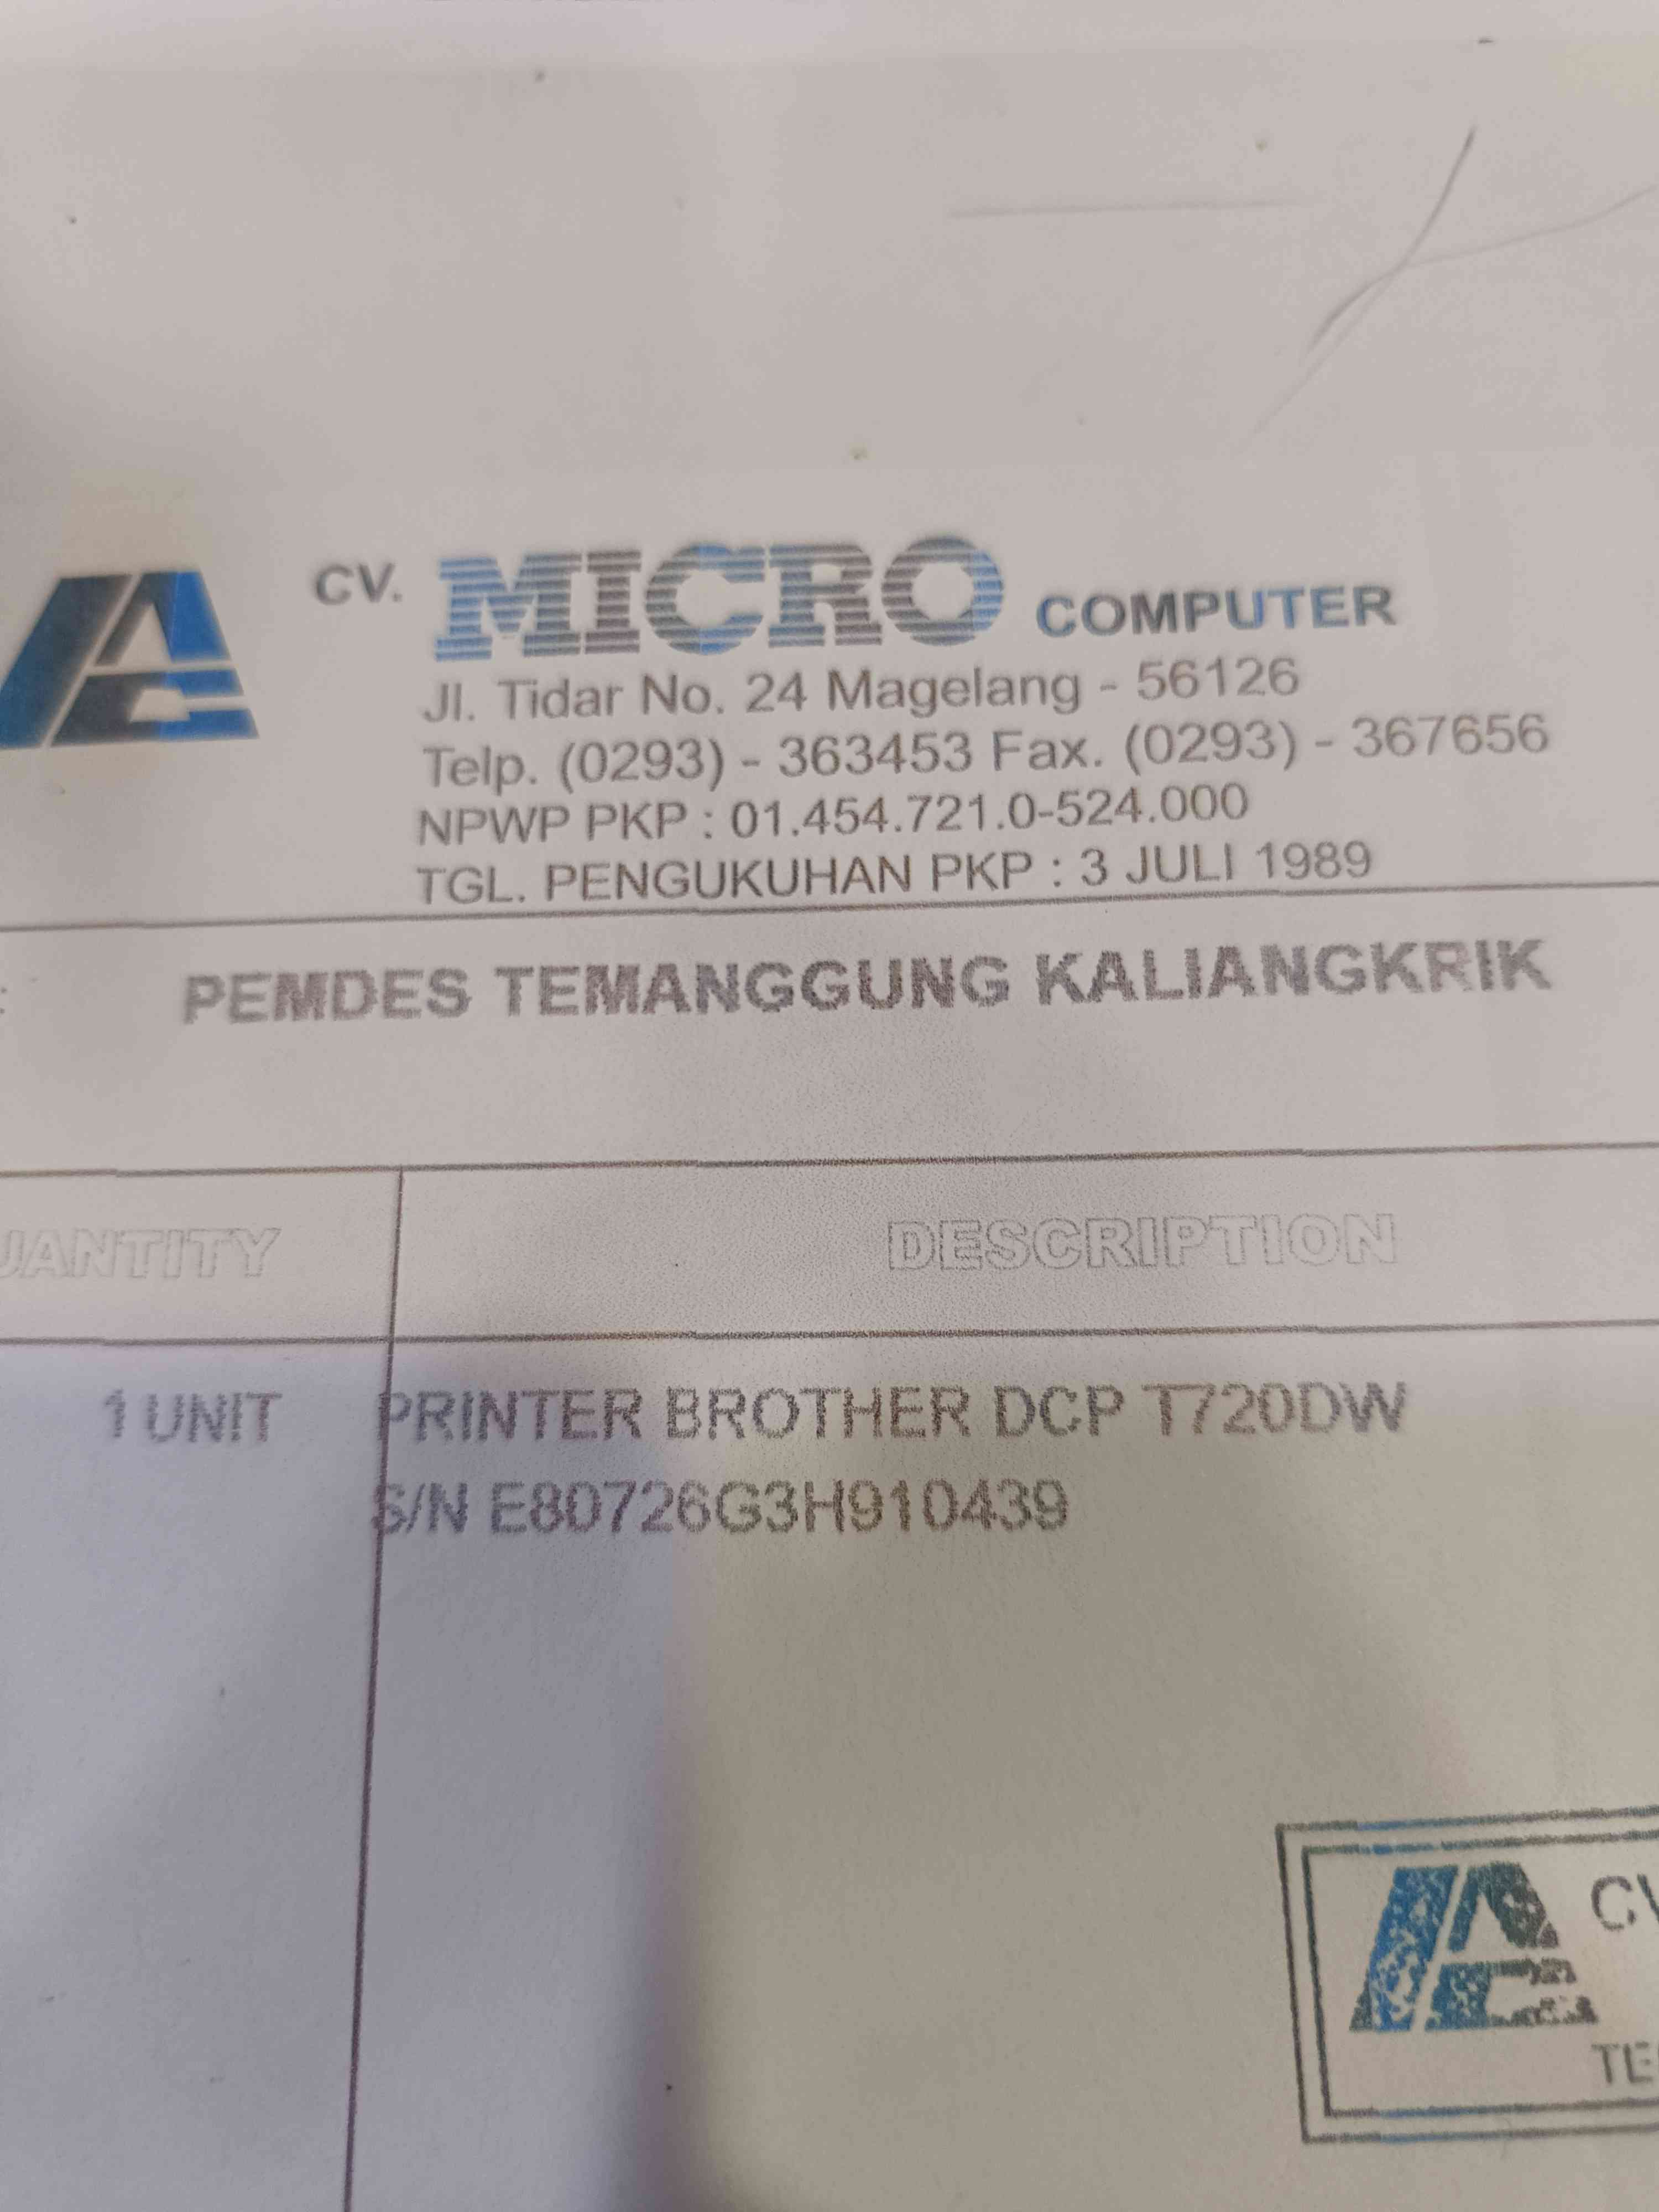 CV. MICRO COMPUTER
Jl. Tidar No. 24 Magelang - 56126
Telp. (0293) - 363453 Fax. (0293) - 367656
NPWP PKP : 01.454.721.0-524.000
TGL. PENGUKUHAN PKP : 3 JULI 1989
: PEMDES TEMANGGUNG KALIANGKRIK
UANTITY DESCRIPTION
1 UNIT PRINTER BROTHER DCP T720DW
S/N E80726G3H910439
CV
TE